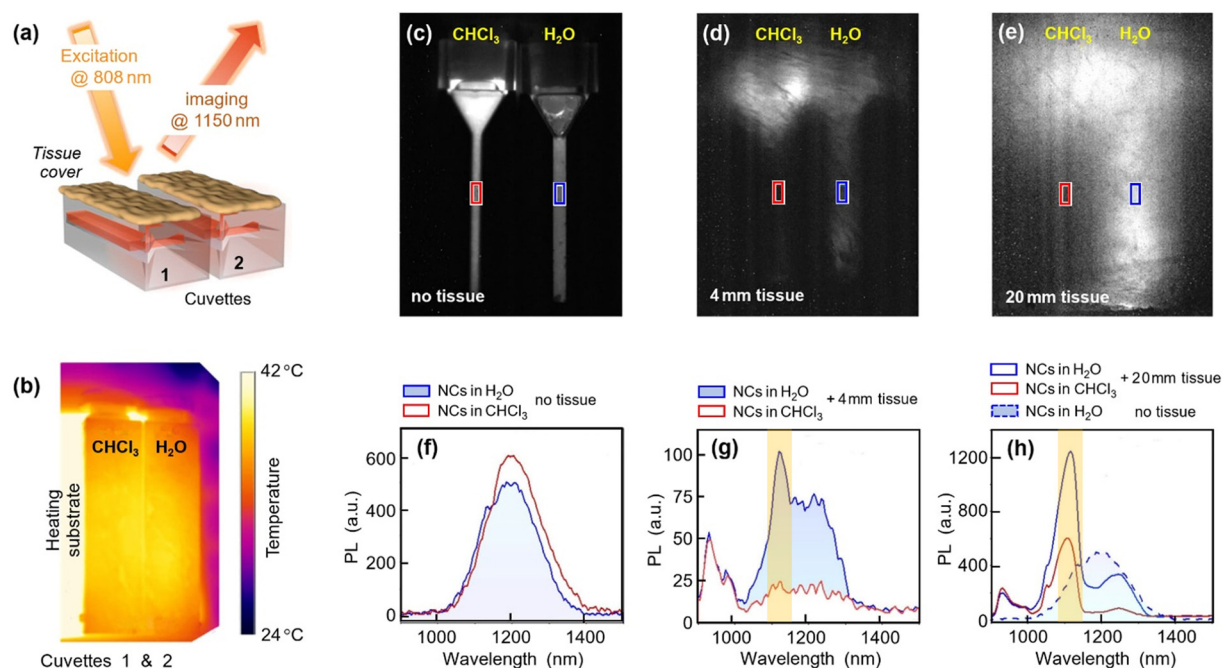 (a)
Excitation
@ 808 nm
imaging
@ 1150 nm
Tissue
cover
1
2
Cuvettes
(b)
42 °C
CHCl₃
H₂O
Heating
substrate
Temperature
24 °C
Cuvettes 1 & 2
(c)
CHCl₃
H₂O
no tissue
(d)
CHCl₃
H₂O
4 mm tissue
(e)
CHCl₃
H₂O
20 mm tissue
NCs in H₂O
NCs in CHCl₃
no tissue
(f)
600
400
200
0
PL (a.u.)
1000
1200
1400
Wavelength (nm)
NCs in H₂O
NCs in CHCl₃
+ 4 mm tissue
(g)
100
75
50
25
0
PL (a.u.)
1000
1200
1400
Wavelength (nm)
NCs in H₂O
NCs in CHCl₃
+ 20 mm tissue
NCs in H₂O
no tissue
(h)
1200
800
400
0
PL (a.u.)
1000
1200
1400
Wavelength (nm)